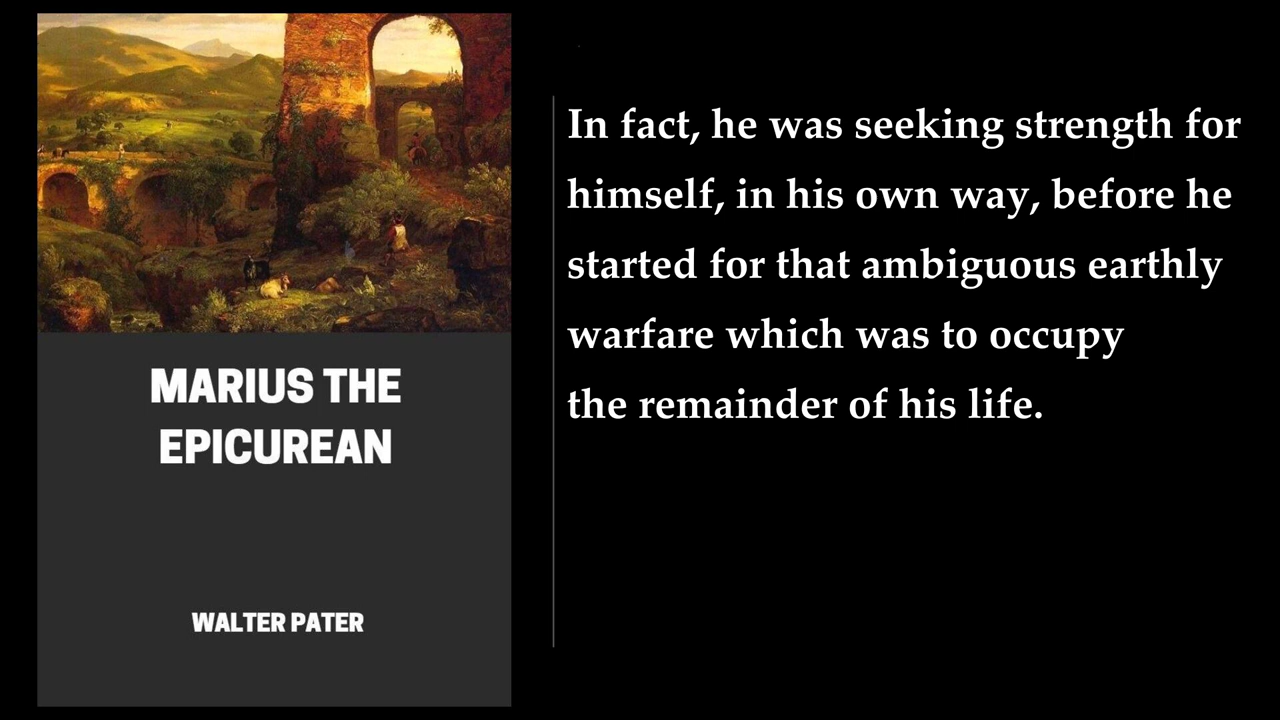 MARIUS THE
EPICUREAN
WALTER PATER
In fact, he was seeking strength for
himself, in his own way, before he
started for that ambiguous earthly
warfare which was to occupy
the remainder of his life.